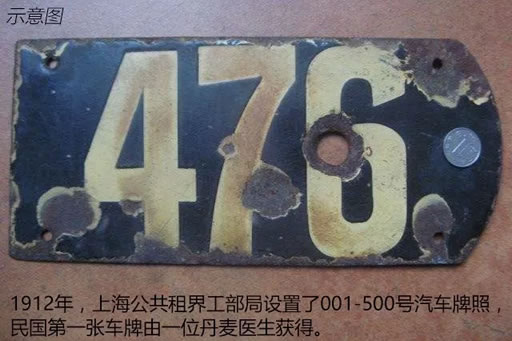 示意图
476
1912年，上海公共租界工部局设置了001-500号汽车牌照，
民国第一张车牌由一位丹麦医生获得。